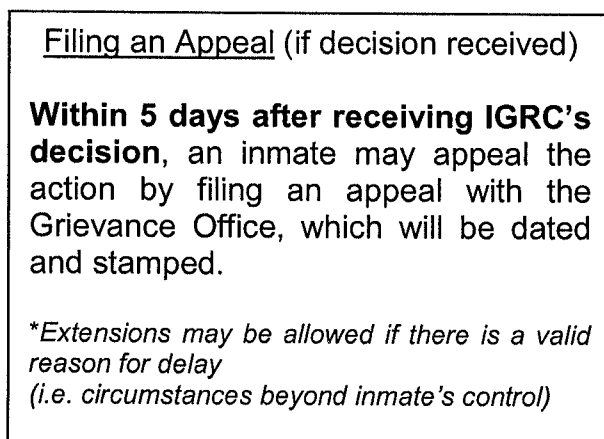 Filing an Appeal (if decision received)
Within 5 days after receiving IGRC's
decision, an inmate may appeal the
action by filing an appeal with the
Grievance Office, which will be dated
and stamped.
*Extensions may be allowed if there is a valid
reason for delay
(i.e. circumstances beyond inmate's control)